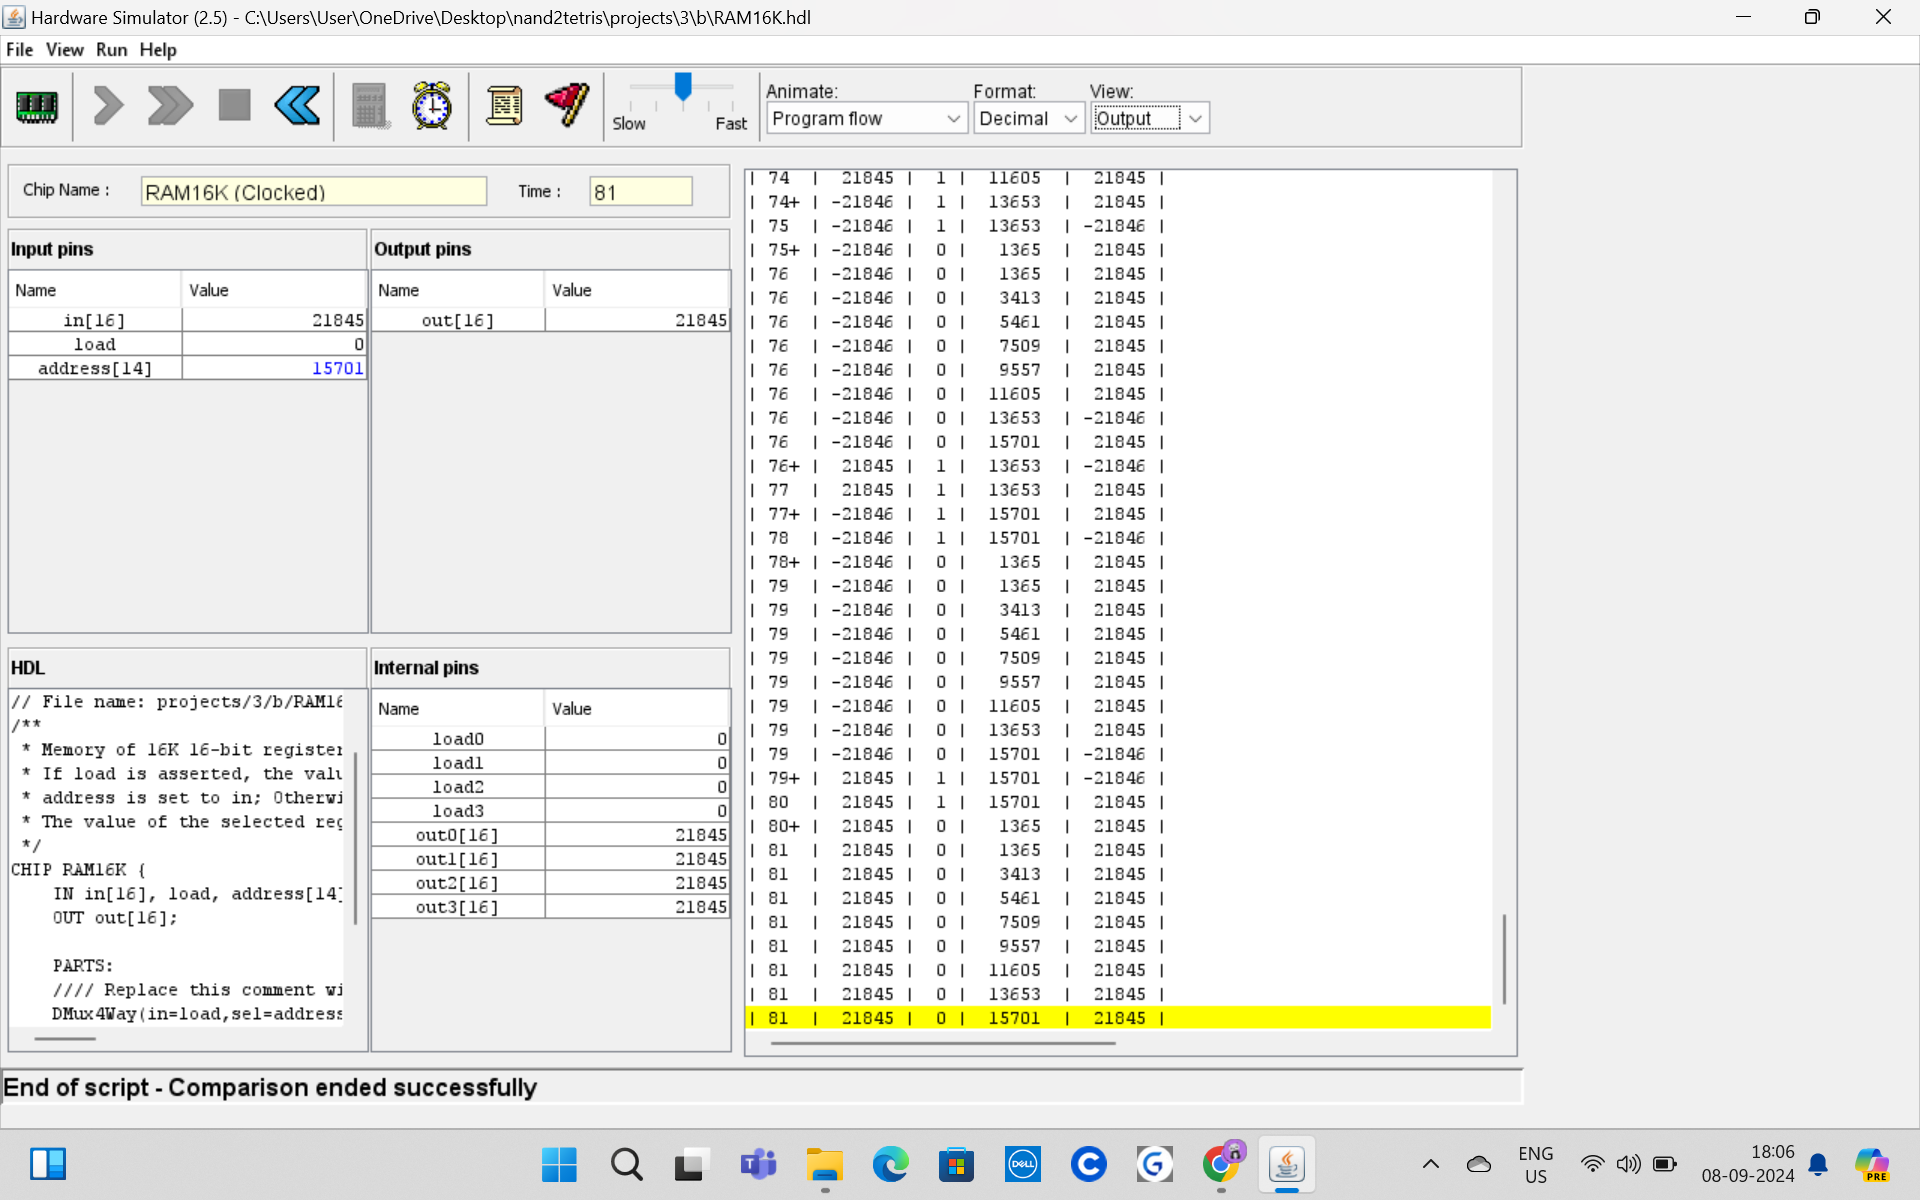 Hardware Simulator (2.5) - C:\Users\User\OneDrive\Desktop\nand2tetris\projects\3\b\RAM16K.hdl
File View Run Help
Slow Fast
Animate:
Program flow
Format:
Decimal
View:
Output
Chip Name : RAM16K (Clocked) Time : 81
Input pins
Name Value
in[16] 21845
load 0
address[14] 15701
Output pins
Name Value
out[16] 21845
HDL
// File name: projects/3/b/RAM16
/**
* Memory of 16K 16-bit register
* If load is asserted, the valu
* address is set to in; Otherwi
* The value of the selected reg
*/
CHIP RAM16K {
IN in[16], load, address[14]
OUT out[16];
PARTS:
//// Replace this comment wi
DMux4Way(in=load,sel=address
Internal pins
Name Value
load0 0
load1 0
load2 0
load3 0
out0[16] 21845
out1[16] 21845
out2[16] 21845
out3[16] 21845
| 74 | 21845 | 1 | 11605 | 21845 |
| 74+ | -21846 | 1 | 13653 | 21845 |
| 75 | -21846 | 1 | 13653 | -21846 |
| 75+ | -21846 | 0 | 1365 | 21845 |
| 76 | -21846 | 0 | 1365 | 21845 |
| 76 | -21846 | 0 | 3413 | 21845 |
| 76 | -21846 | 0 | 5461 | 21845 |
| 76 | -21846 | 0 | 7509 | 21845 |
| 76 | -21846 | 0 | 9557 | 21845 |
| 76 | -21846 | 0 | 11605 | 21845 |
| 76 | -21846 | 0 | 13653 | -21846 |
| 76 | -21846 | 0 | 15701 | 21845 |
| 76+ | 21845 | 1 | 13653 | -21846 |
| 77 | 21845 | 1 | 13653 | 21845 |
| 77+ | -21846 | 1 | 15701 | 21845 |
| 78 | -21846 | 1 | 15701 | -21846 |
| 78+ | -21846 | 0 | 1365 | 21845 |
| 79 | -21846 | 0 | 1365 | 21845 |
| 79 | -21846 | 0 | 3413 | 21845 |
| 79 | -21846 | 0 | 5461 | 21845 |
| 79 | -21846 | 0 | 7509 | 21845 |
| 79 | -21846 | 0 | 9557 | 21845 |
| 79 | -21846 | 0 | 11605 | 21845 |
| 79 | -21846 | 0 | 13653 | 21845 |
| 79 | -21846 | 0 | 15701 | -21846 |
| 79+ | 21845 | 1 | 15701 | -21846 |
| 80 | 21845 | 1 | 15701 | 21845 |
| 80+ | 21845 | 0 | 1365 | 21845 |
| 81 | 21845 | 0 | 1365 | 21845 |
| 81 | 21845 | 0 | 3413 | 21845 |
| 81 | 21845 | 0 | 5461 | 21845 |
| 81 | 21845 | 0 | 7509 | 21845 |
| 81 | 21845 | 0 | 9557 | 21845 |
| 81 | 21845 | 0 | 11605 | 21845 |
| 81 | 21845 | 0 | 13653 | 21845 |
| 81 | 21845 | 0 | 15701 | 21845 |
End of script - Comparison ended successfully
DELL
ENG
US
18:06
08-09-2024
PRE